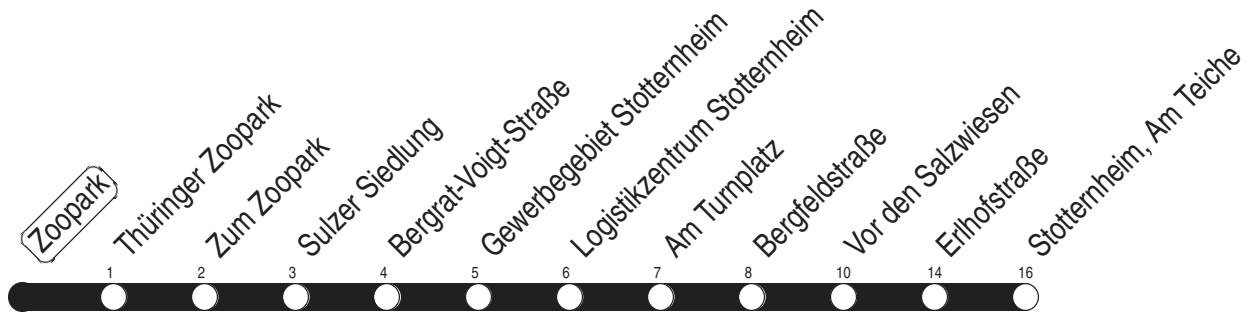 Zoopark
Thüringer Zoopark
Zum Zoopark
Sulzer Siedlung
Bergrat-Voigt-Straße
Gewerbegebiet Stotternheim
Logistikzentrum Stotternheim
Am Turnplatz
Bergfeldstraße
Vor den Salzwiesen
Erlhofstraße
Stotternheim, Am Teiche
1 2 3 4 5 6 7 8 10 14 16